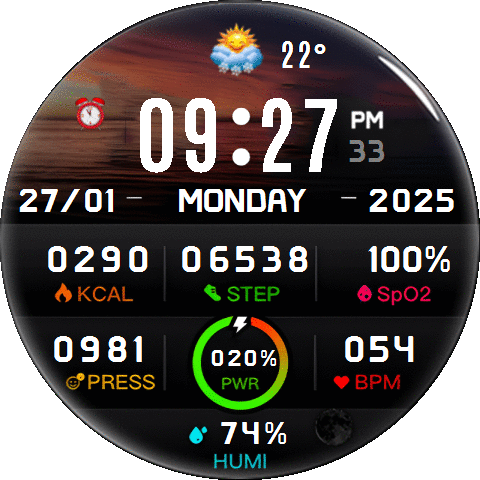 22°
09:27 PM
33
27/01 – MONDAY – 2025
0290 06538 100%
KCAL STEP SpO2
0981 020% 054
PRESS PWR BPM
74%
HUMI